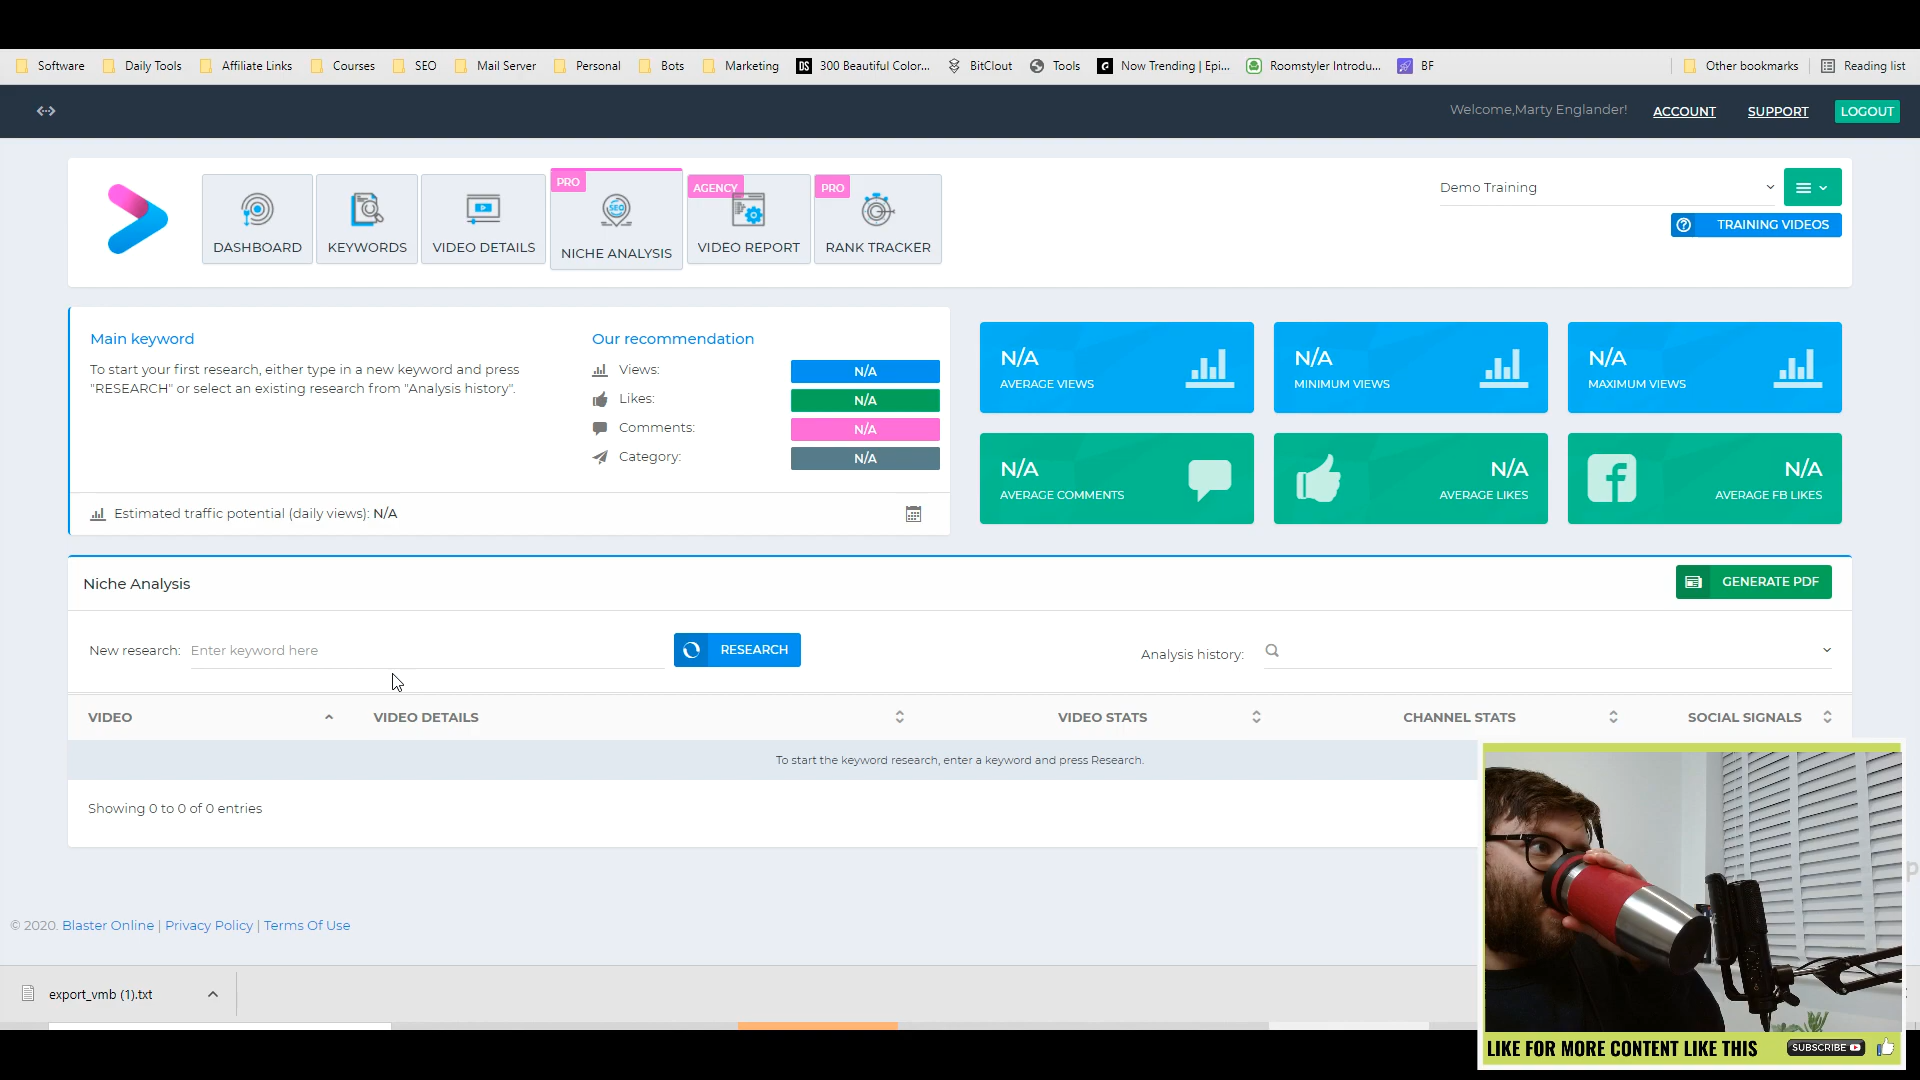 Software Daily Tools Affiliate Links Courses SEO Mail Server Personal Bots Marketing 300 Beautiful Color... BitClout Tools Now Trending | Epi... Roomstyler Introdu... BF Other bookmarks Reading list
Welcome,Marty Englander! ACCOUNT SUPPORT LOGOUT
DASHBOARD
KEYWORDS
VIDEO DETAILS
PRO
SEO
NICHE ANALYSIS
AGENCY
VIDEO REPORT
PRO
RANK TRACKER
Demo Training
TRAINING VIDEOS
Main keyword
To start your first research, either type in a new keyword and press
"RESEARCH" or select an existing research from "Analysis history".
Our recommendation
Views: N/A
Likes: N/A
Comments: N/A
Category: N/A
Estimated traffic potential (daily views): N/A
N/A
AVERAGE VIEWS
N/A
MINIMUM VIEWS
N/A
MAXIMUM VIEWS
N/A
AVERAGE COMMENTS
N/A
AVERAGE LIKES
N/A
AVERAGE FB LIKES
Niche Analysis
GENERATE PDF
New research: Enter keyword here RESEARCH Analysis history:
VIDEO VIDEO DETAILS VIDEO STATS CHANNEL STATS SOCIAL SIGNALS
To start the keyword research, enter a keyword and press Research.
Showing 0 to 0 of 0 entries
© 2020. Blaster Online | Privacy Policy | Terms Of Use
export_vmb (1).txt
LIKE FOR MORE CONTENT LIKE THIS SUBSCRIBE